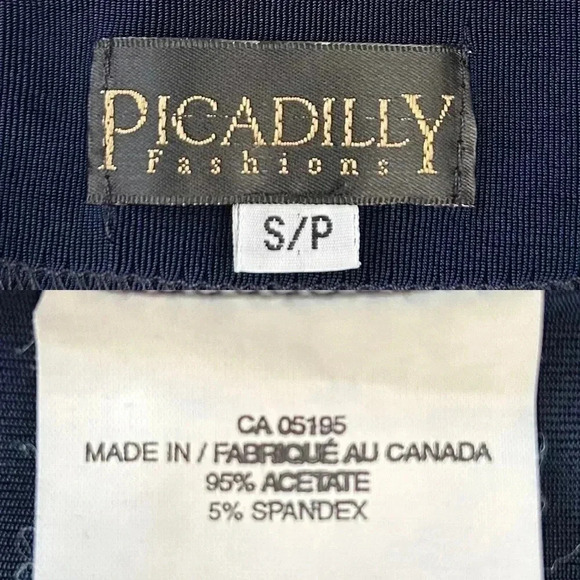 PICADILLY
Fashions
S/P
CA 05195
MADE IN / FABRIQUÉ AU CANADA
95% ACETATE
5% SPANDEX